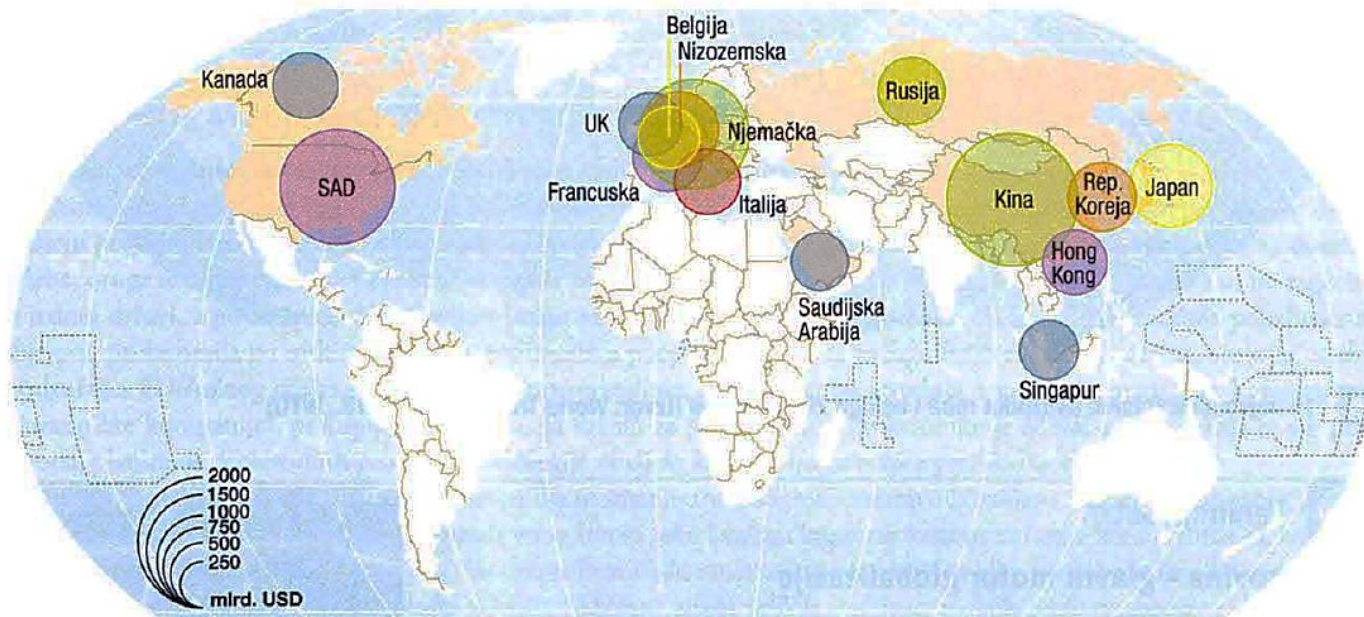 Belgija
Nizozemska
Kanada
Rusija
UK
Njemačka
SAD
Francuska
Italija
Kina
Rep.
Koreja
Japan
Hong
Kong
Saudijska
Arabija
Singapur
2000
1500
1000
750
500
250
mlrd. USD